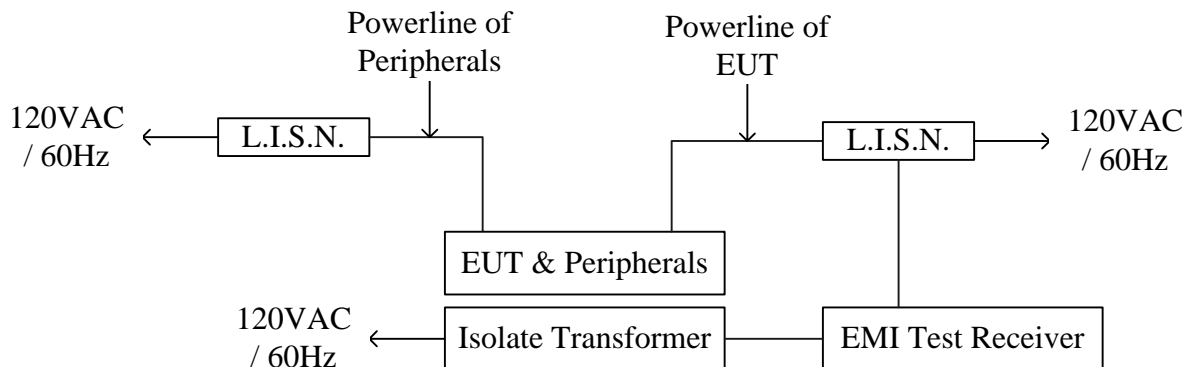 Powerline of
Peripherals
Powerline of
EUT
120VAC
/ 60Hz
L.I.S.N.
L.I.S.N.
120VAC
/ 60Hz
EUT & Peripherals
120VAC
/ 60Hz
Isolate Transformer
EMI Test Receiver